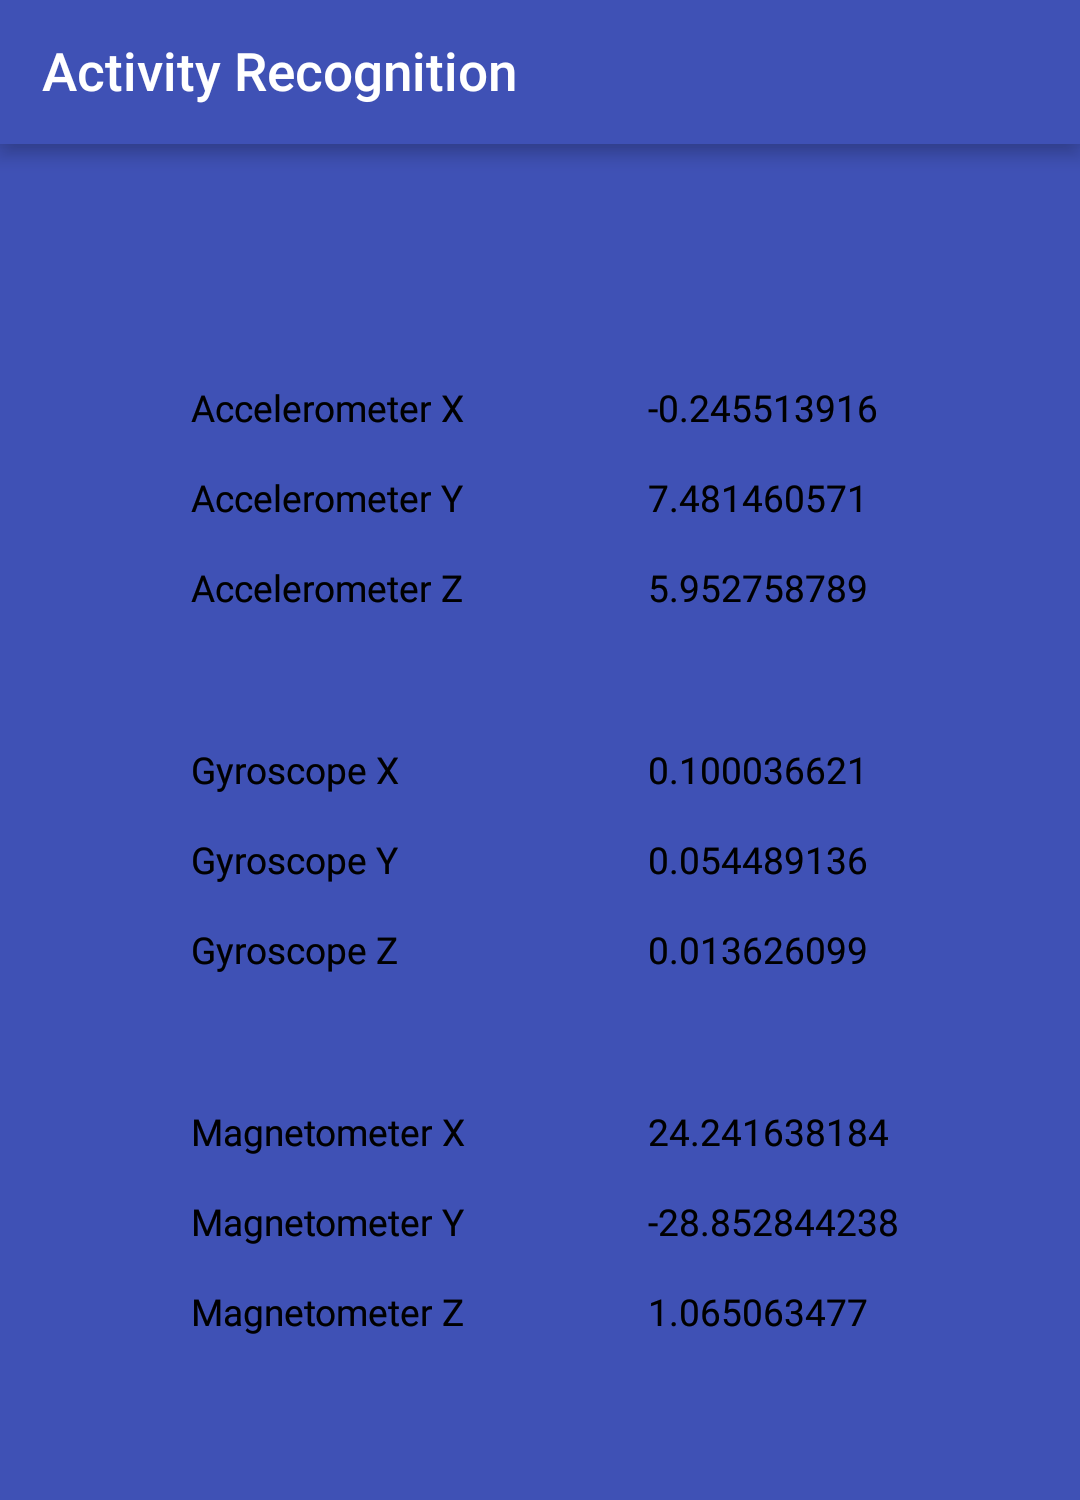 Activity Recognition
Accelerometer X -0.245513916
Accelerometer Y 7.481460571
Accelerometer Z 5.952758789
Gyroscope X 0.100036621
Gyroscope Y 0.054489136
Gyroscope Z 0.013626099
Magnetometer X 24.241638184
Magnetometer Y -28.852844238
Magnetometer Z 1.065063477